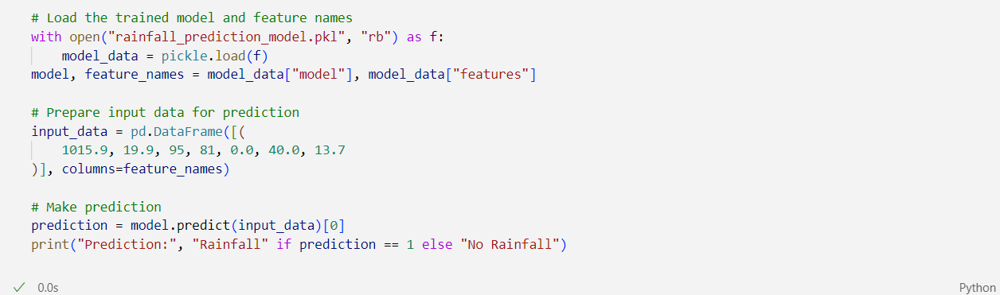 # Load the trained model and feature names
with open("rainfall_prediction_model.pkl", "rb") as f:
    model_data = pickle.load(f)
model, feature_names = model_data["model"], model_data["features"]
# Prepare input data for prediction
input_data = pd.DataFrame([(
    1015.9, 19.9, 95, 81, 0.0, 40.0, 13.7
)], columns=feature_names)
# Make prediction
prediction = model.predict(input_data)[0]
print("Prediction:", "Rainfall" if prediction == 1 else "No Rainfall")
0.0s
Python